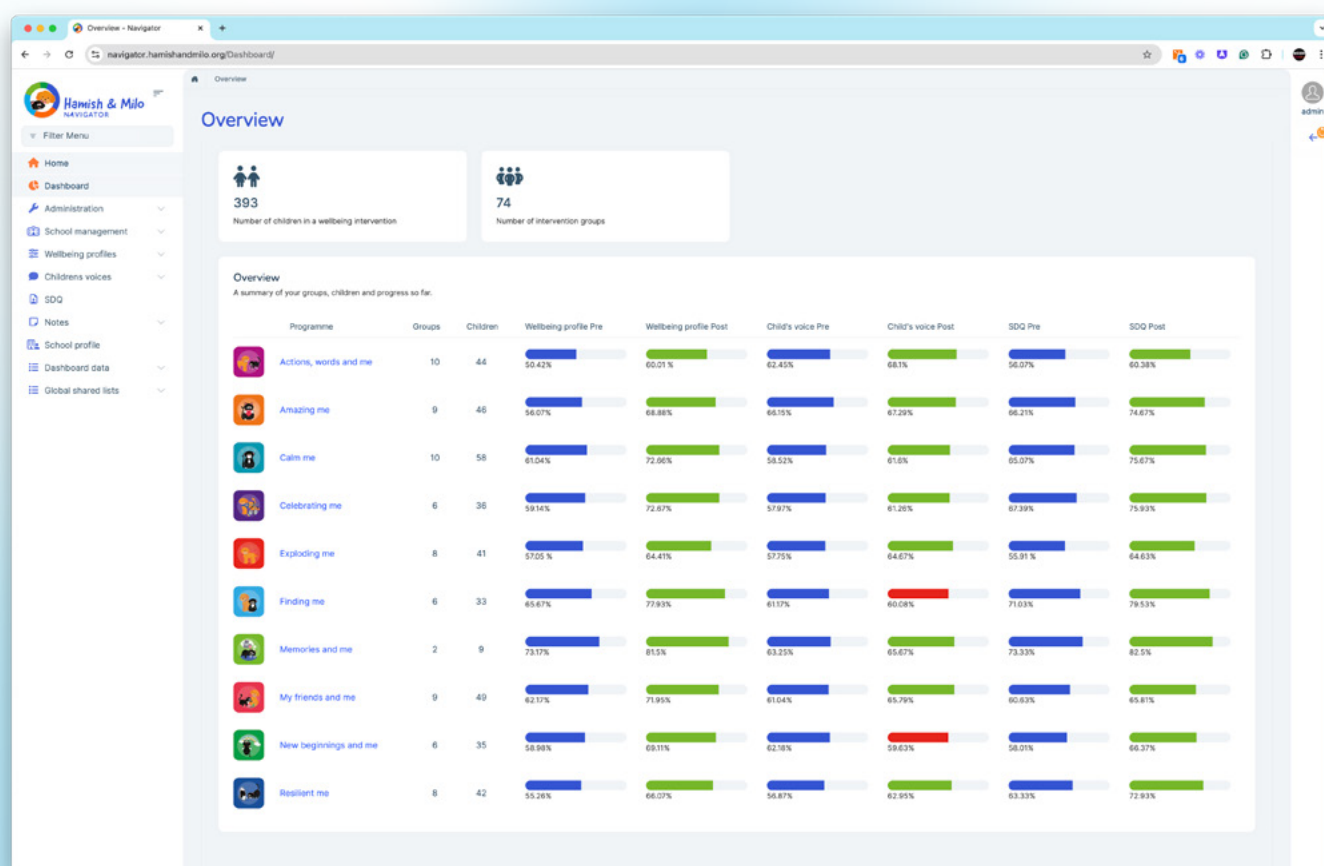 Overview - Navigator
navigator.hamishandmilo.org/Dashboard/
Hamish & Milo
NAVIGATOR
Filter Menu
Home
Dashboard
Administration
School management
Wellbeing profiles
Childrens voices
SDQ
Notes
School profile
Dashboard data
Global shared lists
Overview
admin
Overview
393
Number of children in a wellbeing intervention
74
Number of intervention groups
Overview
A summary of your groups, children and progress so far.
Programme Groups Children Wellbeing profile Pre Wellbeing profile Post Child's voice Pre Child's voice Post SDQ Pre SDQ Post
Actions, words and me 10 44 50.42% 60.01 % 62.45% 68.1% 56.07% 60.38%
Amazing me 9 46 56.07% 68.86% 66.15% 67.29% 66.21% 74.67%
Calm me 10 58 61.04% 72.66% 58.52% 61.6% 65.07% 75.67%
Celebrating me 6 36 59.14% 72.67% 57.97% 61.26% 67.39% 75.93%
Exploding me 8 41 57.05 % 64.41% 57.75% 64.67% 55.91 % 64.63%
Finding me 6 33 65.67% 77.93% 61.17% 60.08% 71.03% 79.53%
Memories and me 2 9 73.17% 81.5% 63.25% 65.67% 73.33% 82.5%
My friends and me 9 49 62.17% 71.95% 61.04% 65.79% 60.63% 65.81%
New beginnings and me 6 35 58.98% 69.11% 62.18% 59.63% 58.01% 66.37%
Resilient me 8 42 55.26% 66.07% 56.87% 62.95% 63.33% 72.93%